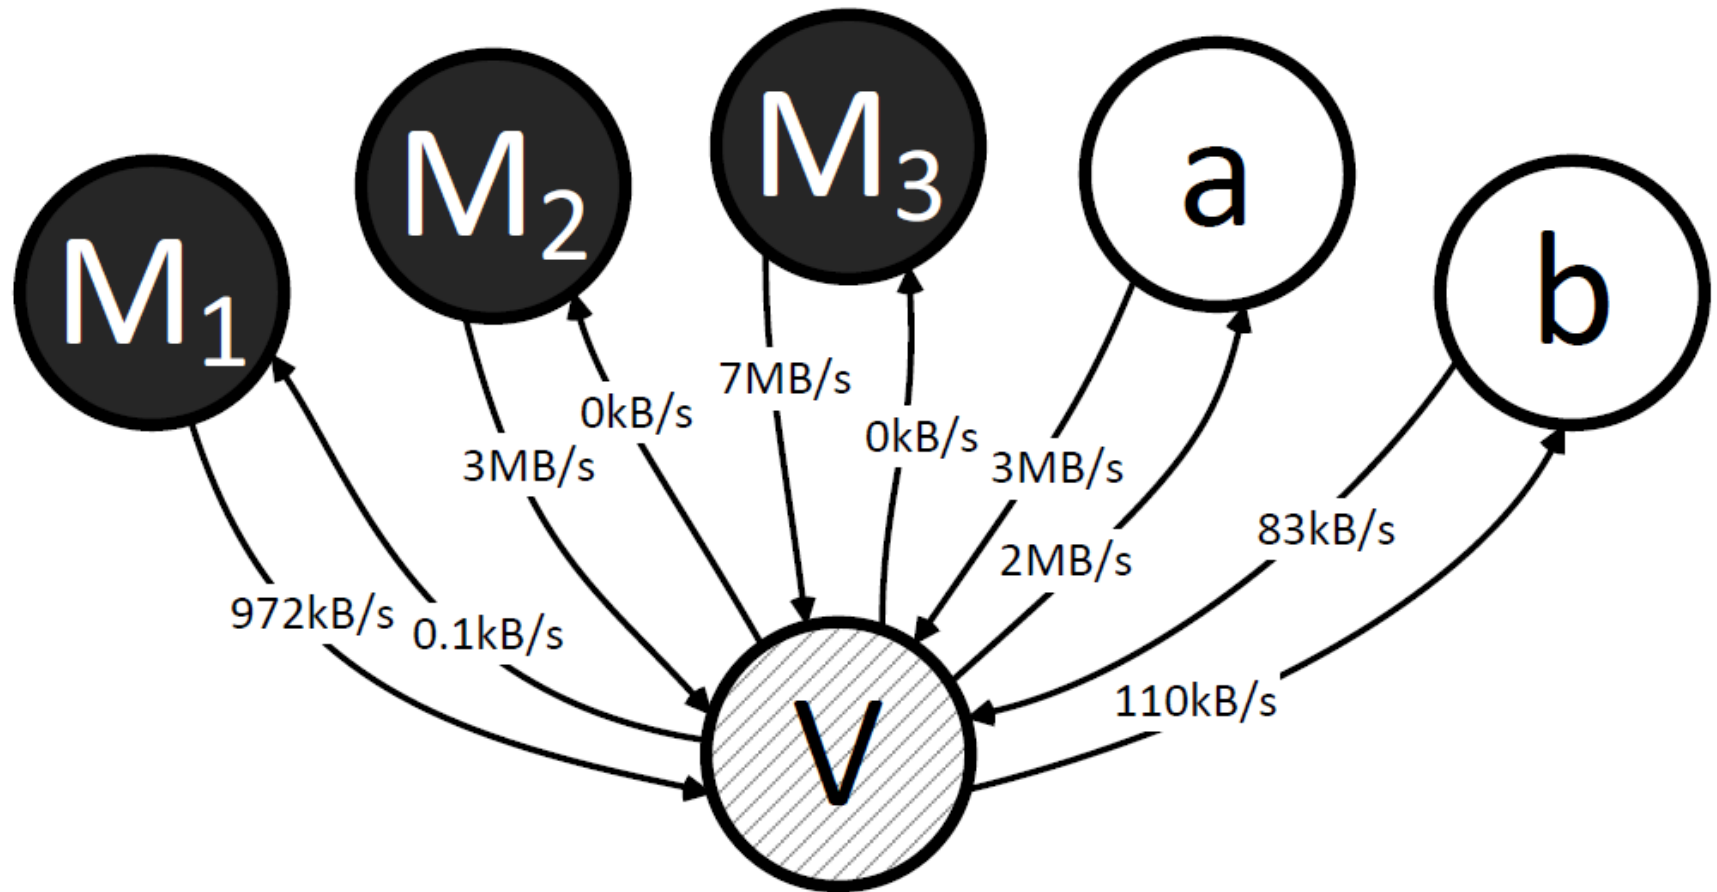 M₁
M₂
M₃
a
b
7MB/s
0kB/s
0kB/s
3MB/s
3MB/s
2MB/s
83kB/s
972kB/s
0.1kB/s
110kB/s
V